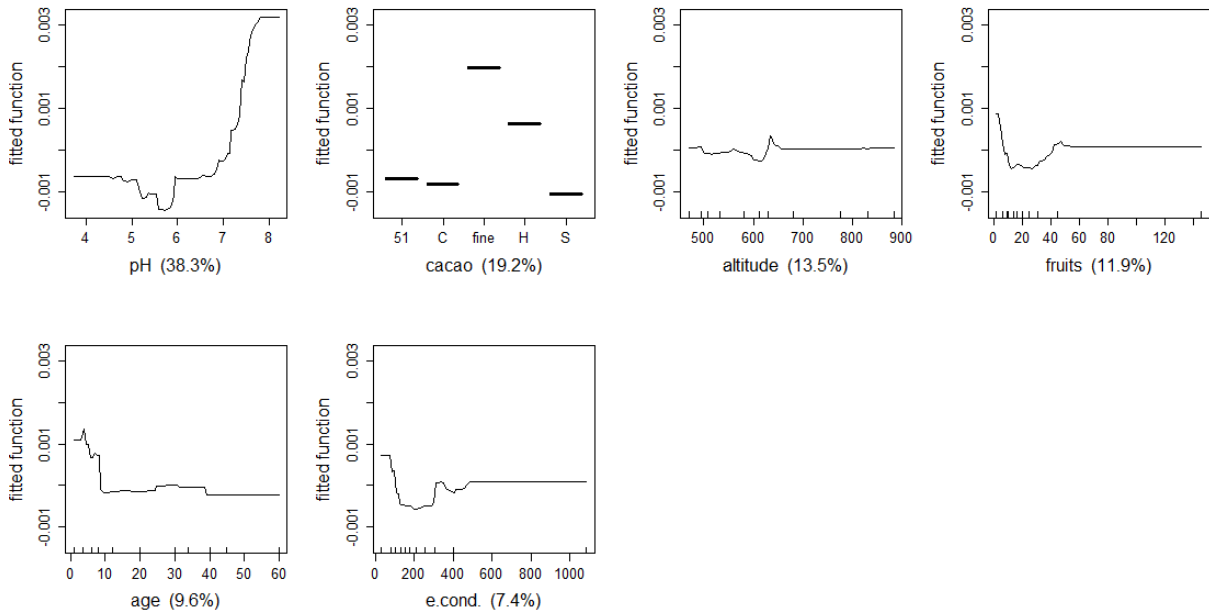 fitted function
-0.001 0.001 0.003
4 5 6 7 8
pH (38.3%)
fitted function
-0.001 0.001 0.003
51 C fine H S
cacao (19.2%)
fitted function
-0.001 0.001 0.003
500 600 700 800 900
altitude (13.5%)
fitted function
-0.001 0.001 0.003
0 20 40 60 80 120
fruits (11.9%)
fitted function
-0.001 0.001 0.003
0 10 20 30 40 50 60
age (9.6%)
fitted function
-0.001 0.001 0.003
0 200 400 600 800 1000
e.cond. (7.4%)